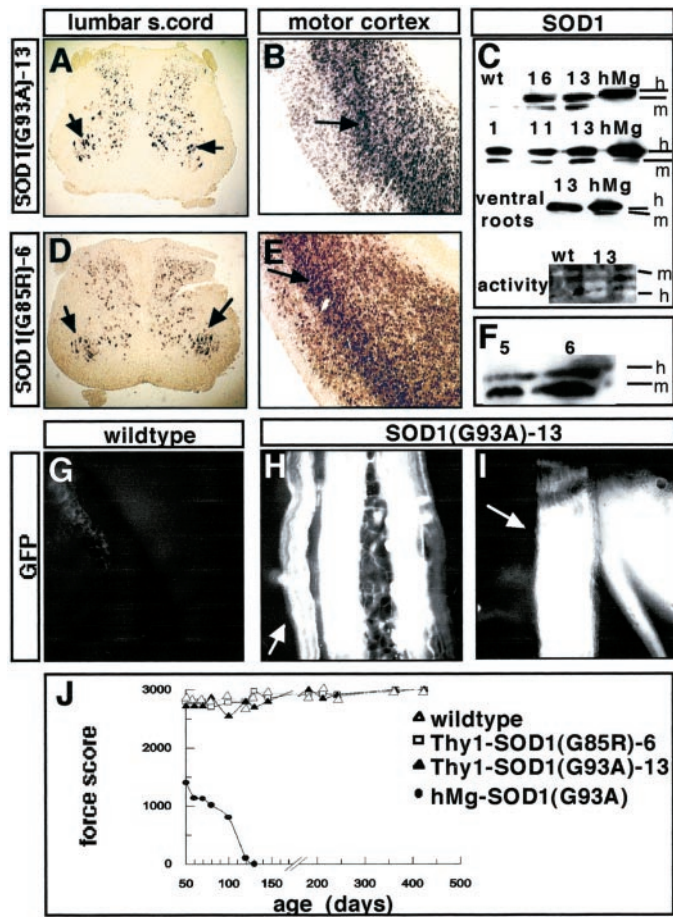 lumbar s.cord
motor cortex
SOD1
SOD1(G93A)-13
A
B
C
wt 16 13 hMg
h
m
1 11 13 hMg
h
m
ventral roots
13 hMg
h
m
activity
wt 13
m
h
SOD1(G85R)-6
D
E
F
5 6
h
m
wildtype
SOD1(G93A)-13
GFP
G
H
I
J
force score
3000
2000
1000
0
50 100 150 200 300 400 500
age (days)
wildtype
Thy1-SOD1(G85R)-6
Thy1-SOD1(G93A)-13
hMg-SOD1(G93A)